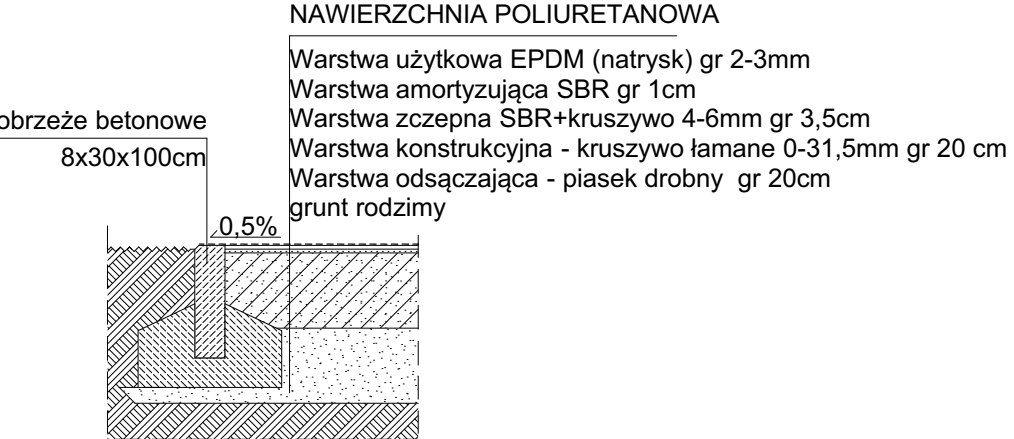 NAWIERZCHNIA POLIURETANOWA
Warstwa użytkowa EPDM (natrysk) gr 2-3mm
Warstwa amortyzująca SBR gr 1cm
Warstwa zczepna SBR+kruszywo 4-6mm gr 3,5cm
Warstwa konstrukcyjna - kruszywo łamane 0-31,5mm gr 20 cm
Warstwa odsączająca - piasek drobny gr 20cm
grunt rodzimy
obrzeże betonowe
8x30x100cm
0,5%